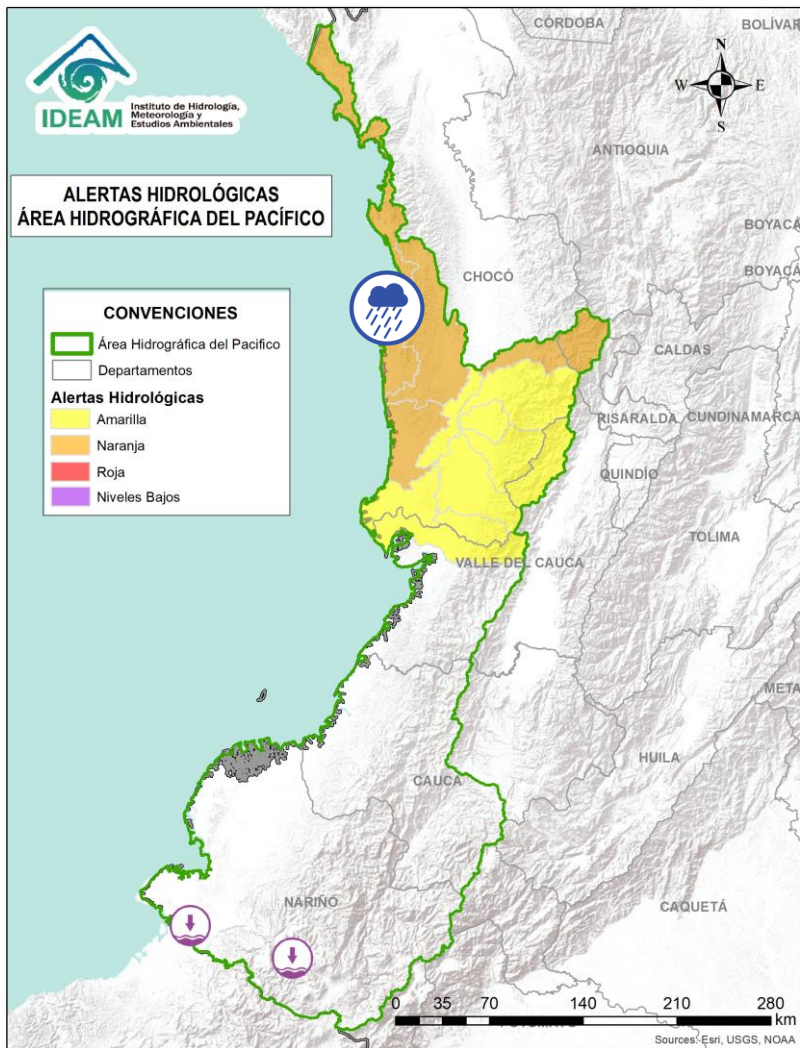 CÓRDOBA
BOLÍVAR
IDEAM
Instituto de Hidrología,
Meteorología y
Estudios Ambientales
N
W
E
S
ANTIOQUIA
ALERTAS HIDROLÓGICAS
ÁREA HIDROGRÁFICA DEL PACÍFICO
BOYACÁ
BOYACÁ
CHOCÓ
CONVENCIONES
Área Hidrográfica del Pacifico
Departamentos
Alertas Hidrológicas
Amarilla
Naranja
Roja
Niveles Bajos
CALDAS
RISARALDA
CUNDINAMARCA
QUINDÍO
TOLIMA
VALLE DEL CAUCA
META
HUILA
CAUCA
NARIÑO
CAQUETÁ
0 35 70 140 210 280
km
Sources: Esri, USGS, NOAA